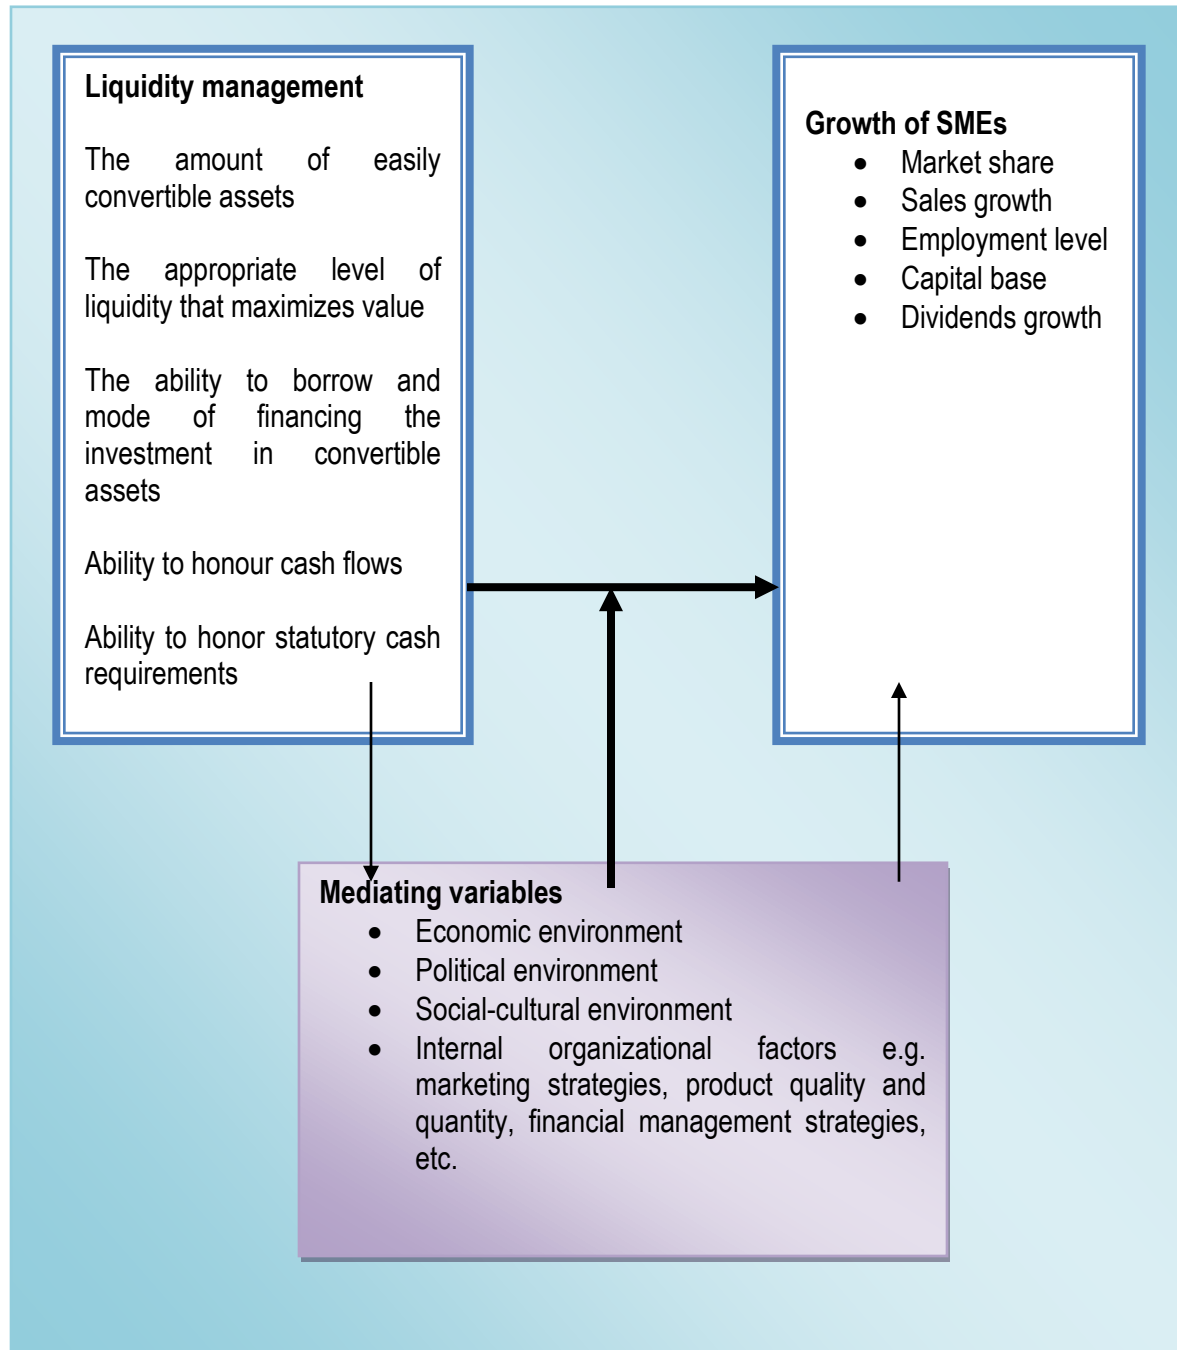 Liquidity management
The amount of easily
convertible assets
The appropriate level of
liquidity that maximizes value
The ability to borrow and
mode of financing the
investment in convertible
assets
Ability to honour cash flows
Ability to honor statutory cash
requirements
Growth of SMEs
• Market share
• Sales growth
• Employment level
• Capital base
• Dividends growth
Mediating variables
• Economic environment
• Political environment
• Social-cultural environment
• Internal organizational factors e.g.
marketing strategies, product quality and
quantity, financial management strategies,
etc.